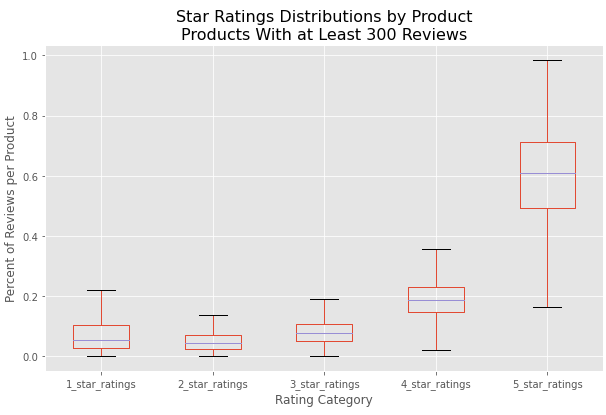 Star Ratings Distributions by Product
Products With at Least 300 Reviews
Percent of Reviews per Product
1.0
0.8
0.6
0.4
0.2
0.0
1_star_ratings 2_star_ratings 3_star_ratings 4_star_ratings 5_star_ratings
Rating Category